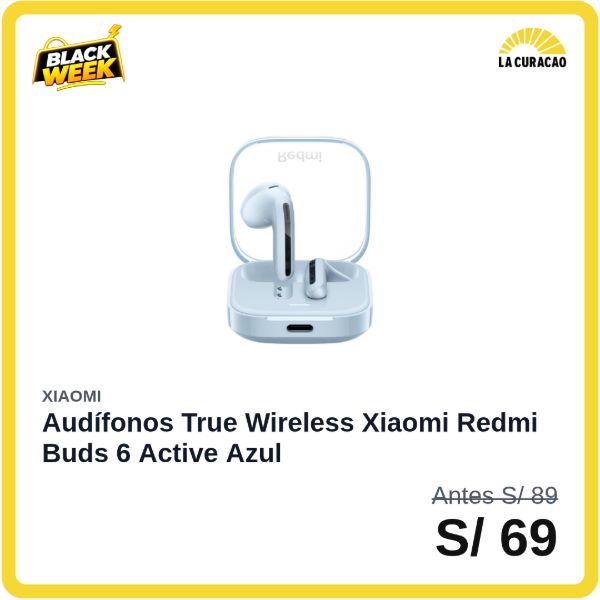 BLACK
WEEK
LA CURACAO
Redmi
XIAOMI
Audífonos True Wireless Xiaomi Redmi
Buds 6 Active Azul
Antes S/ 89
S/ 69